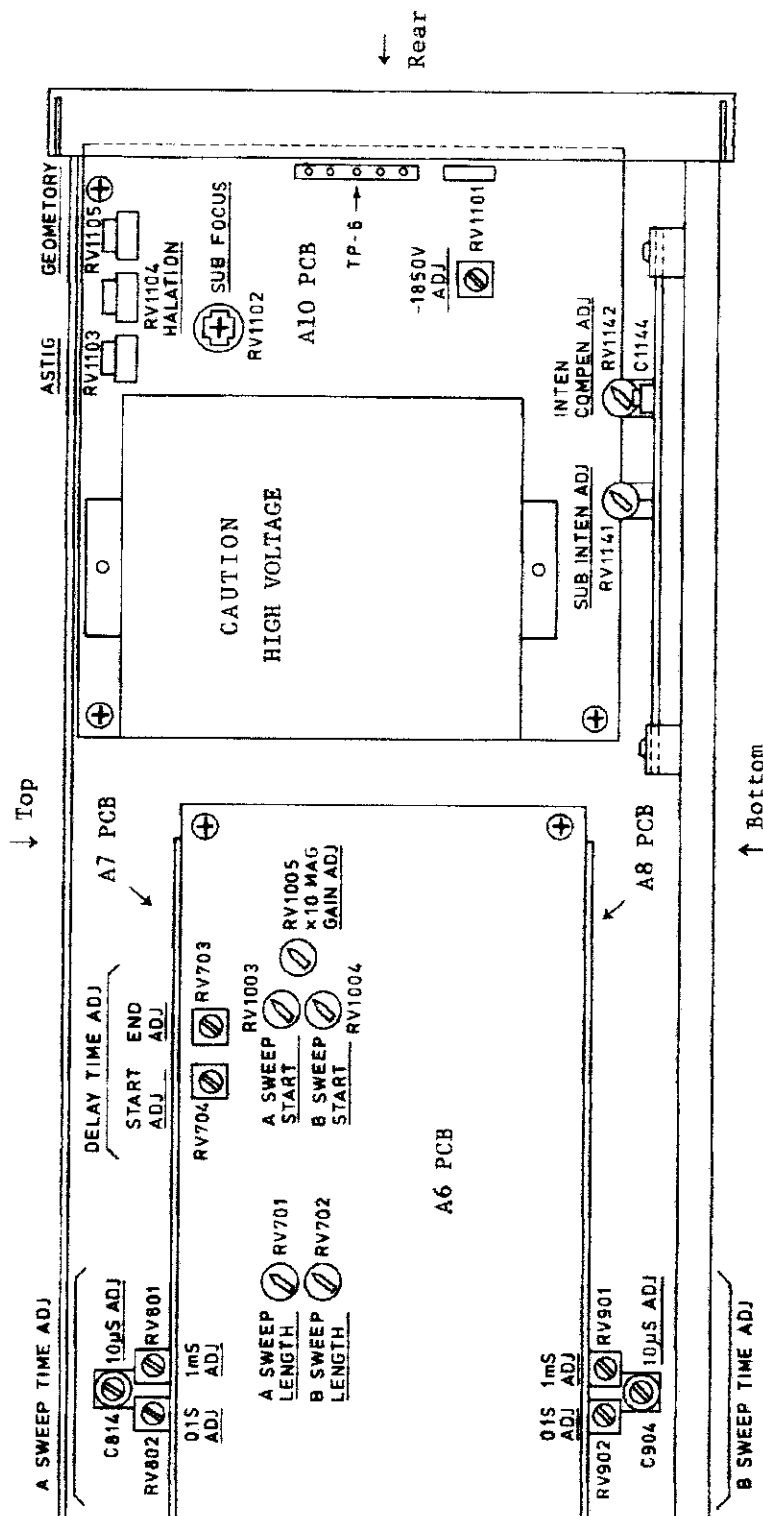 A SWEEP TIME ADJ
C814
10µS ADJ
RV802
RV801
0.1S
ADJ
1mS
ADJ
DELAY TIME ADJ
START
ADJ
END
ADJ
RV704
RV703
A7 PCB
↓ Top
A SWEEP
LENGTH
RV701
B SWEEP
LENGTH
RV702
A SWEEP
START
RV1003
B SWEEP
START
RV1004
RV1005
×10 MAG
GAIN ADJ
A6 PCB
0.1S
ADJ
1mS
ADJ
RV902
RV901
C904
10µS ADJ
B SWEEP TIME ADJ
A8 PCB
↑ Bottom
CAUTION
HIGH VOLTAGE
ASTIG
RV1103
RV1104
HALATION
GEOMETORY
RV1105
SUB FOCUS
RV1102
A10 PCB
TP-6
-1850V
ADJ
RV1101
SUB INTEN ADJ
RV1141
INTEN
COMPEN ADJ
RV1142
C1144
↓
Rear